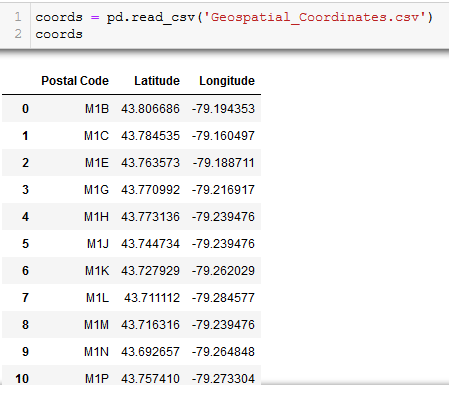 1 coords = pd.read_csv('Geospatial_Coordinates.csv')
2 coords
Postal Code Latitude Longitude
0 M1B 43.806686 -79.194353
1 M1C 43.784535 -79.160497
2 M1E 43.763573 -79.188711
3 M1G 43.770992 -79.216917
4 M1H 43.773136 -79.239476
5 M1J 43.744734 -79.239476
6 M1K 43.727929 -79.262029
7 M1L 43.711112 -79.284577
8 M1M 43.716316 -79.239476
9 M1N 43.692657 -79.264848
10 M1P 43.757410 -79.273304